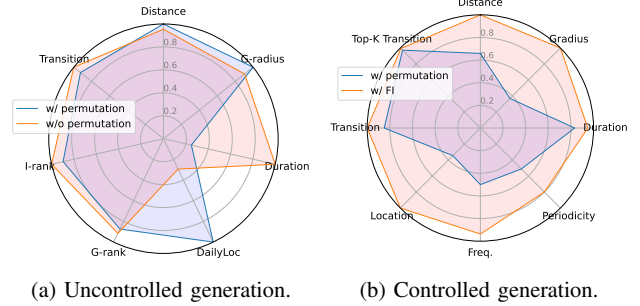 Distance
G-radius
Duration
DailyLoc
G-rank
I-rank
Transition
0.8
0.6
0.4
0.2
w/ permutation
w/o permutation
(a) Uncontrolled generation.
Distance
Gradius
Duration
Periodicity
Freq.
Location
Transition
Top-K Transition
0.8
0.6
0.4
0.2
w/ permutation
w/ FI
(b) Controlled generation.